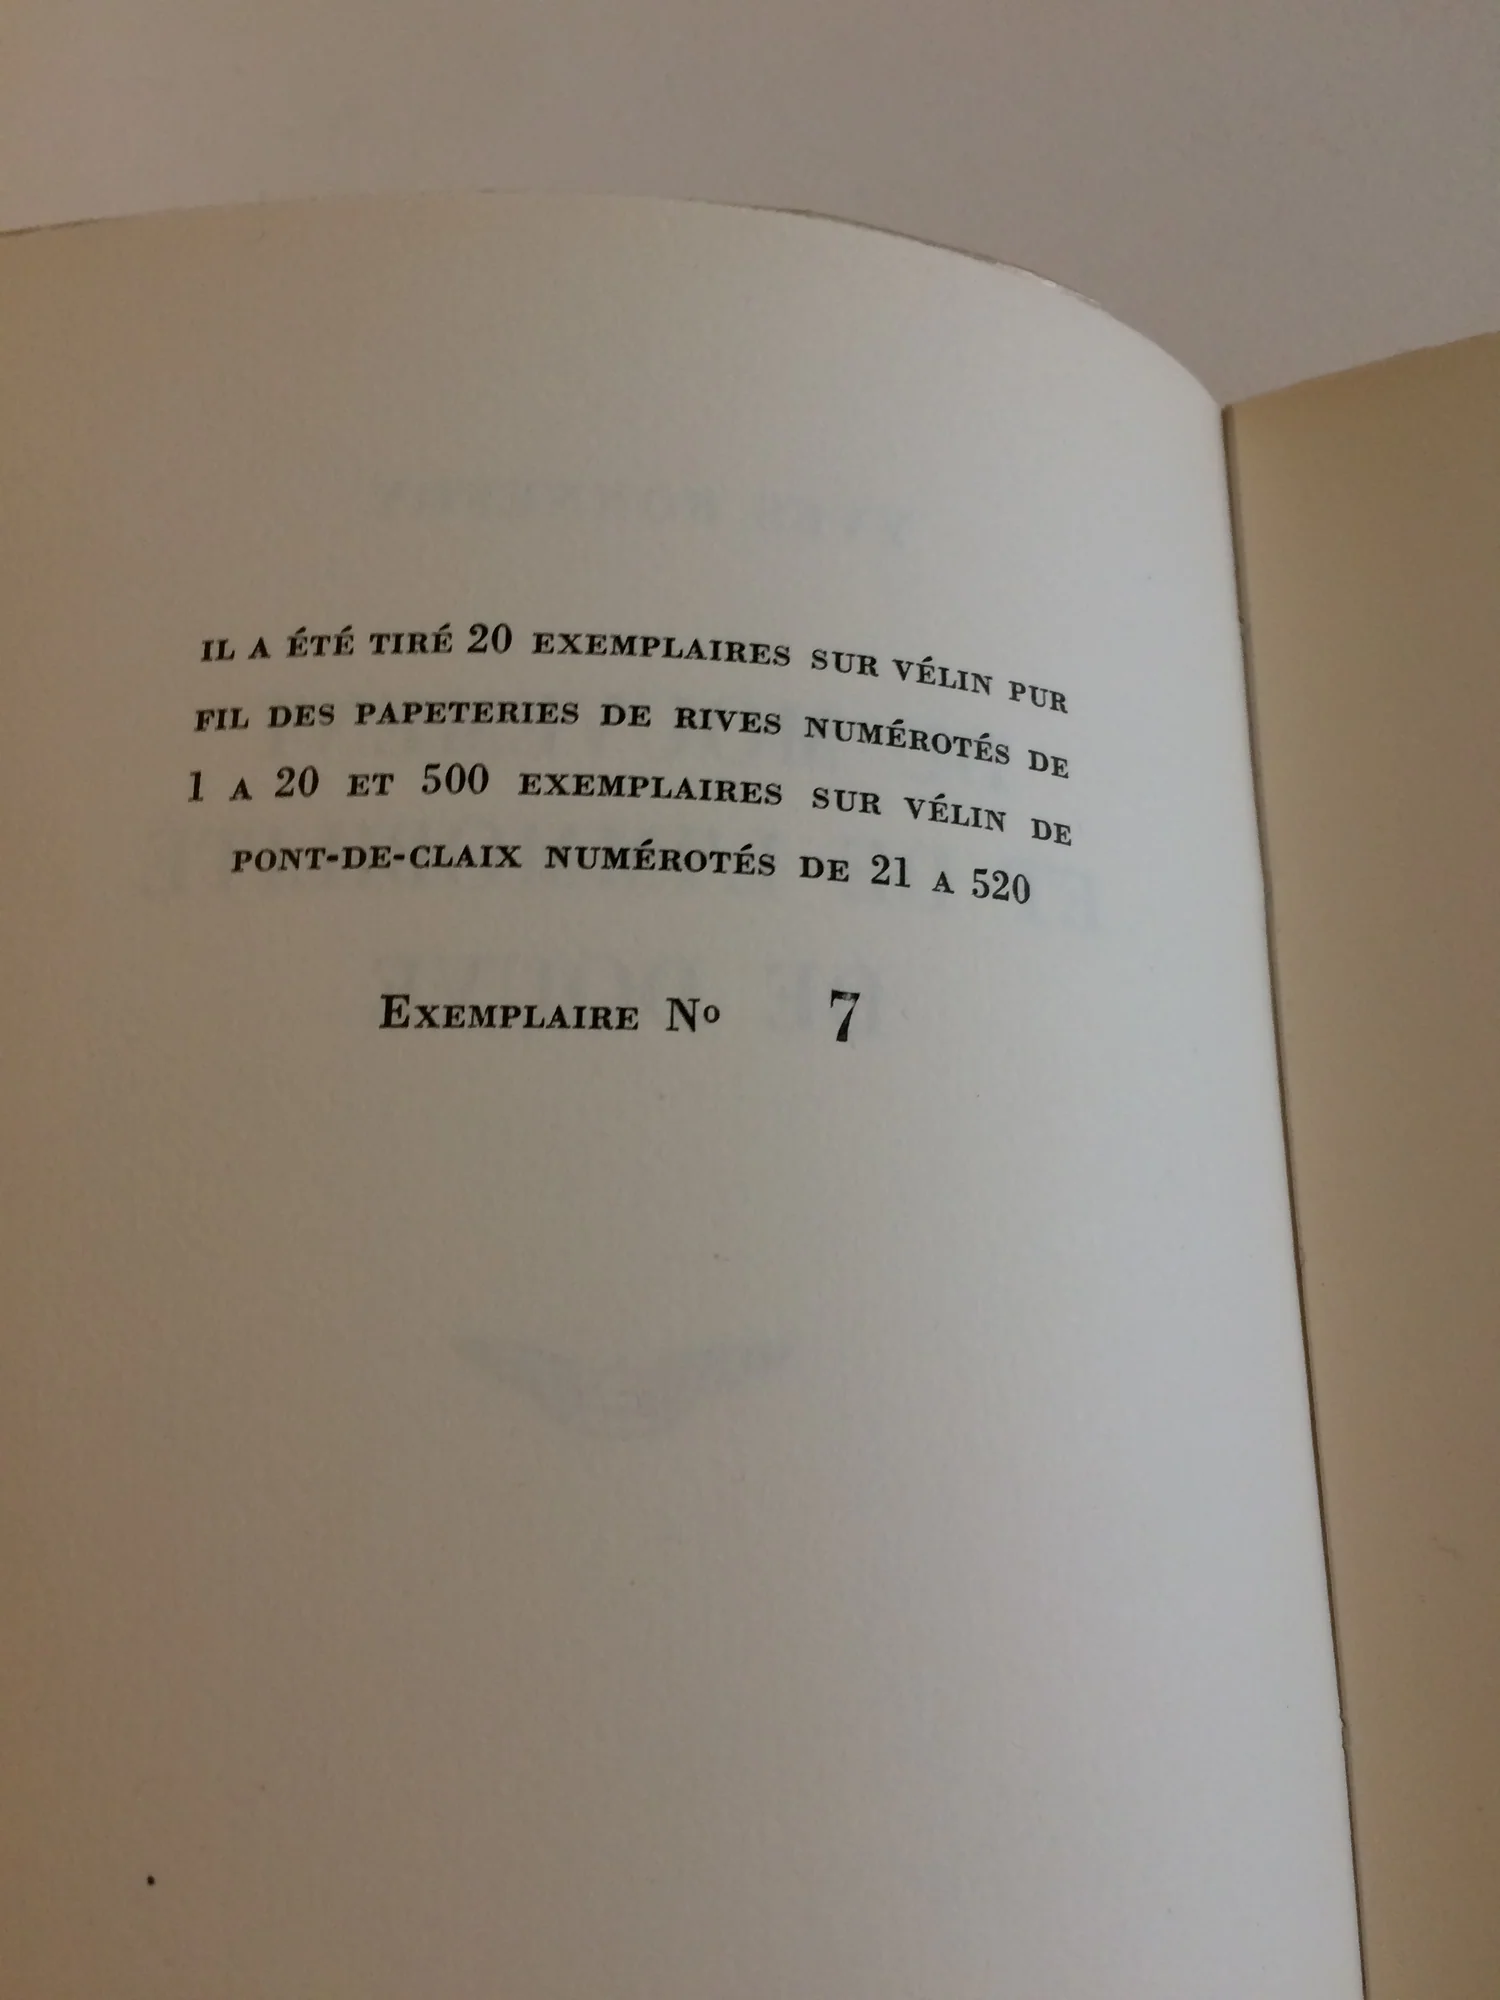 IL A ÉTÉ TIRÉ 20 EXEMPLAIRES SUR VÉLIN PUR
FIL DES PAPETERIES DE RIVES NUMÉROTÉS DE
1 A 20 ET 500 EXEMPLAIRES SUR VÉLIN DE
PONT-DE-CLAIX NUMÉROTÉS DE 21 A 520
EXEMPLAIRE No 7